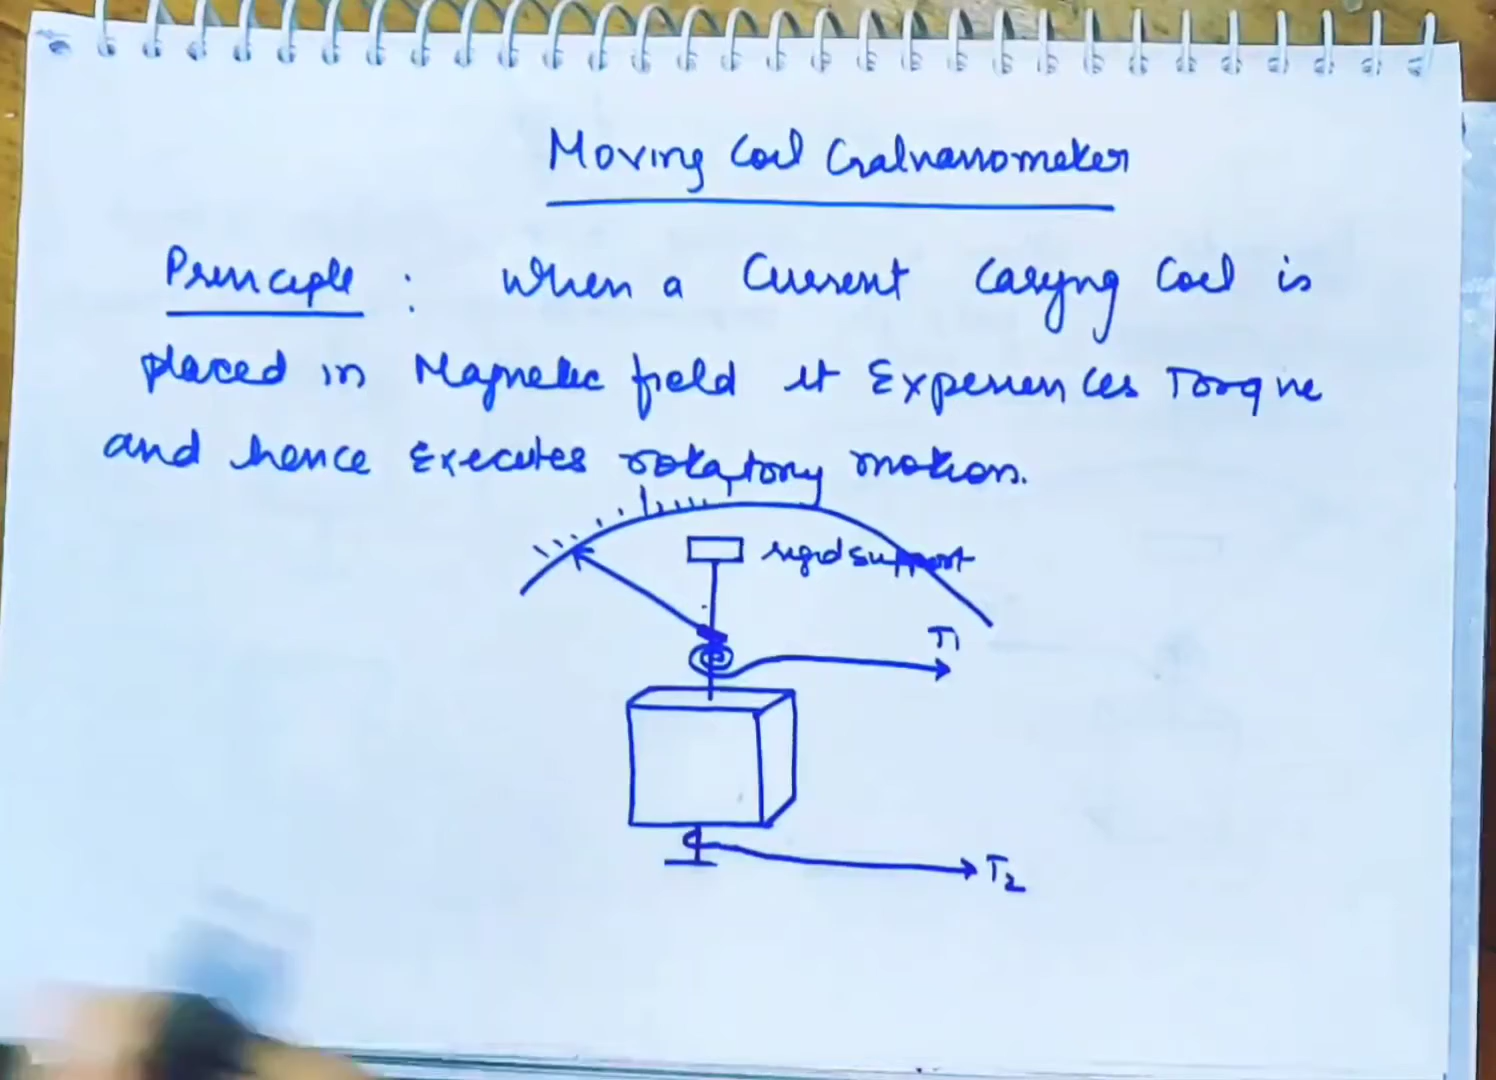 Moving Coil Galvanometer
Principle : When a Current Caryng Coil is
placed in Magnetic field it Experiences Torque
and hence Executes rotatory motion.
rigid support
T1
T2